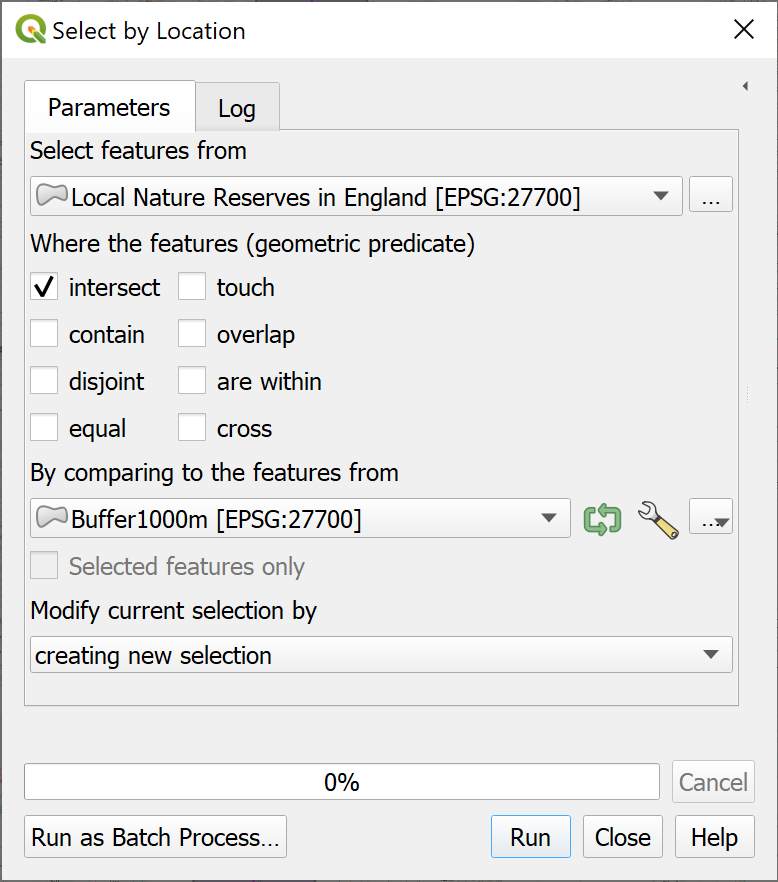 Select by Location
Parameters Log
Select features from
Local Nature Reserves in England [EPSG:27700] ...
Where the features (geometric predicate)
intersect touch
contain overlap
disjoint are within
equal cross
By comparing to the features from
Buffer1000m [EPSG:27700] ...
Selected features only
Modify current selection by
creating new selection
0% Cancel
Run as Batch Process... Run Close Help